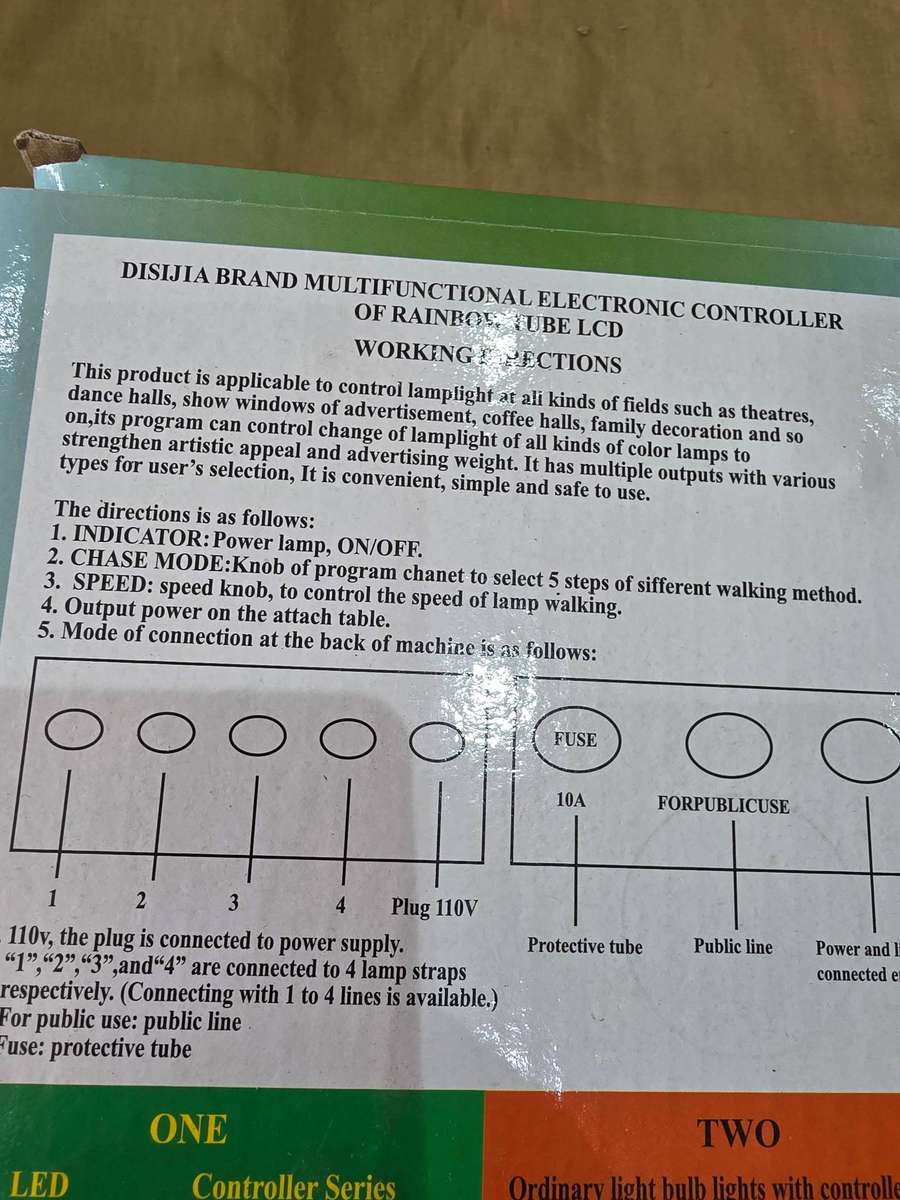 DISIJIA BRAND MULTIFUNCTIONAL ELECTRONIC CONTROLLER
OF RAINBOW TUBE LCD
WORKING
This product is applicable to control lamplight at all kinds of fields such as theatres,
dance halls, show windows of advertisement, coffee halls, family decoration and so
on,its program can control change of lamplight of all kinds of color lamps to
strengthen artistic appeal and advertising weight. It has multiple outputs with various
types for user's selection, It is convenient, simple and safe to use.
The directions is as follows:
1. INDICATOR: Power lamp, ON/OFF.
2. CHASE MODE:Knob of program chanet to select 5 steps of sifferent walking method.
3. SPEED: speed knob, to control the speed of lamp walking.
4. Output power on the attach table.
5. Mode of connection at the back of machine is as follows:
FUSE
10A FORPUBLICUSE
1 2 3 4 Plug 110V
Protective tube Public line Power and
connected
110v, the plug is connected to power supply.
"1","2","3",and"4" are connected to 4 lamp straps
respectively. (Connecting with 1 to 4 lines is available.)
For public use: public line
Fuse: protective tube
ONE
LED Controller Series
TWO
Ordinary light bulb lights with